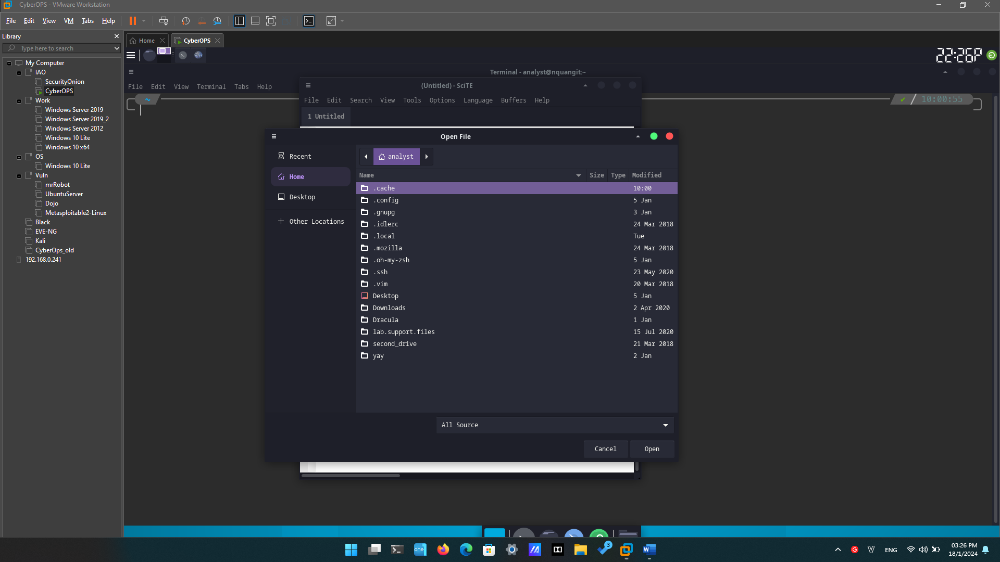 CyberOPS - VMware Workstation
File Edit View VM Tabs Help
Library
Type here to search
My Computer
IAO
SecurityOnion
CyberOPS
Work
Windows Server 2019
Windows Server 2019_2
Windows Server 2012
Windows 10 Lite
Windows 10 x64
OS
Windows 10 Lite
Vuln
mrRobot
UbuntuServer
Dojo
Metasploitable2-Linux
Black
EVE-NG
Kali
CyberOps_old
192.168.0.241
Home
CyberOPS
22:26P
Terminal - analyst@nquangit:~
File Edit View Terminal Tabs Help
~
✔ / 10:00:55
(Untitled) - SciTE
File Edit Search View Tools Options Language Buffers Help
1 Untitled
Open File
Recent
Home
Desktop
+ Other Locations
analyst
Name Size Type Modified
.cache 10:00
.config 5 Jan
.gnupg 3 Jan
.idlerc 24 Mar 2018
.local Tue
.mozilla 24 Mar 2018
.oh-my-zsh 5 Jan
.ssh 23 May 2020
.vim 20 Mar 2018
Desktop 5 Jan
Downloads 2 Apr 2020
Dracula 1 Jan
lab.support.files 15 Jul 2020
second_drive 21 Mar 2018
yay 2 Jan
All Source
Cancel Open
one
3
W
G
V
ENG
03:26 PM
18/1/2024